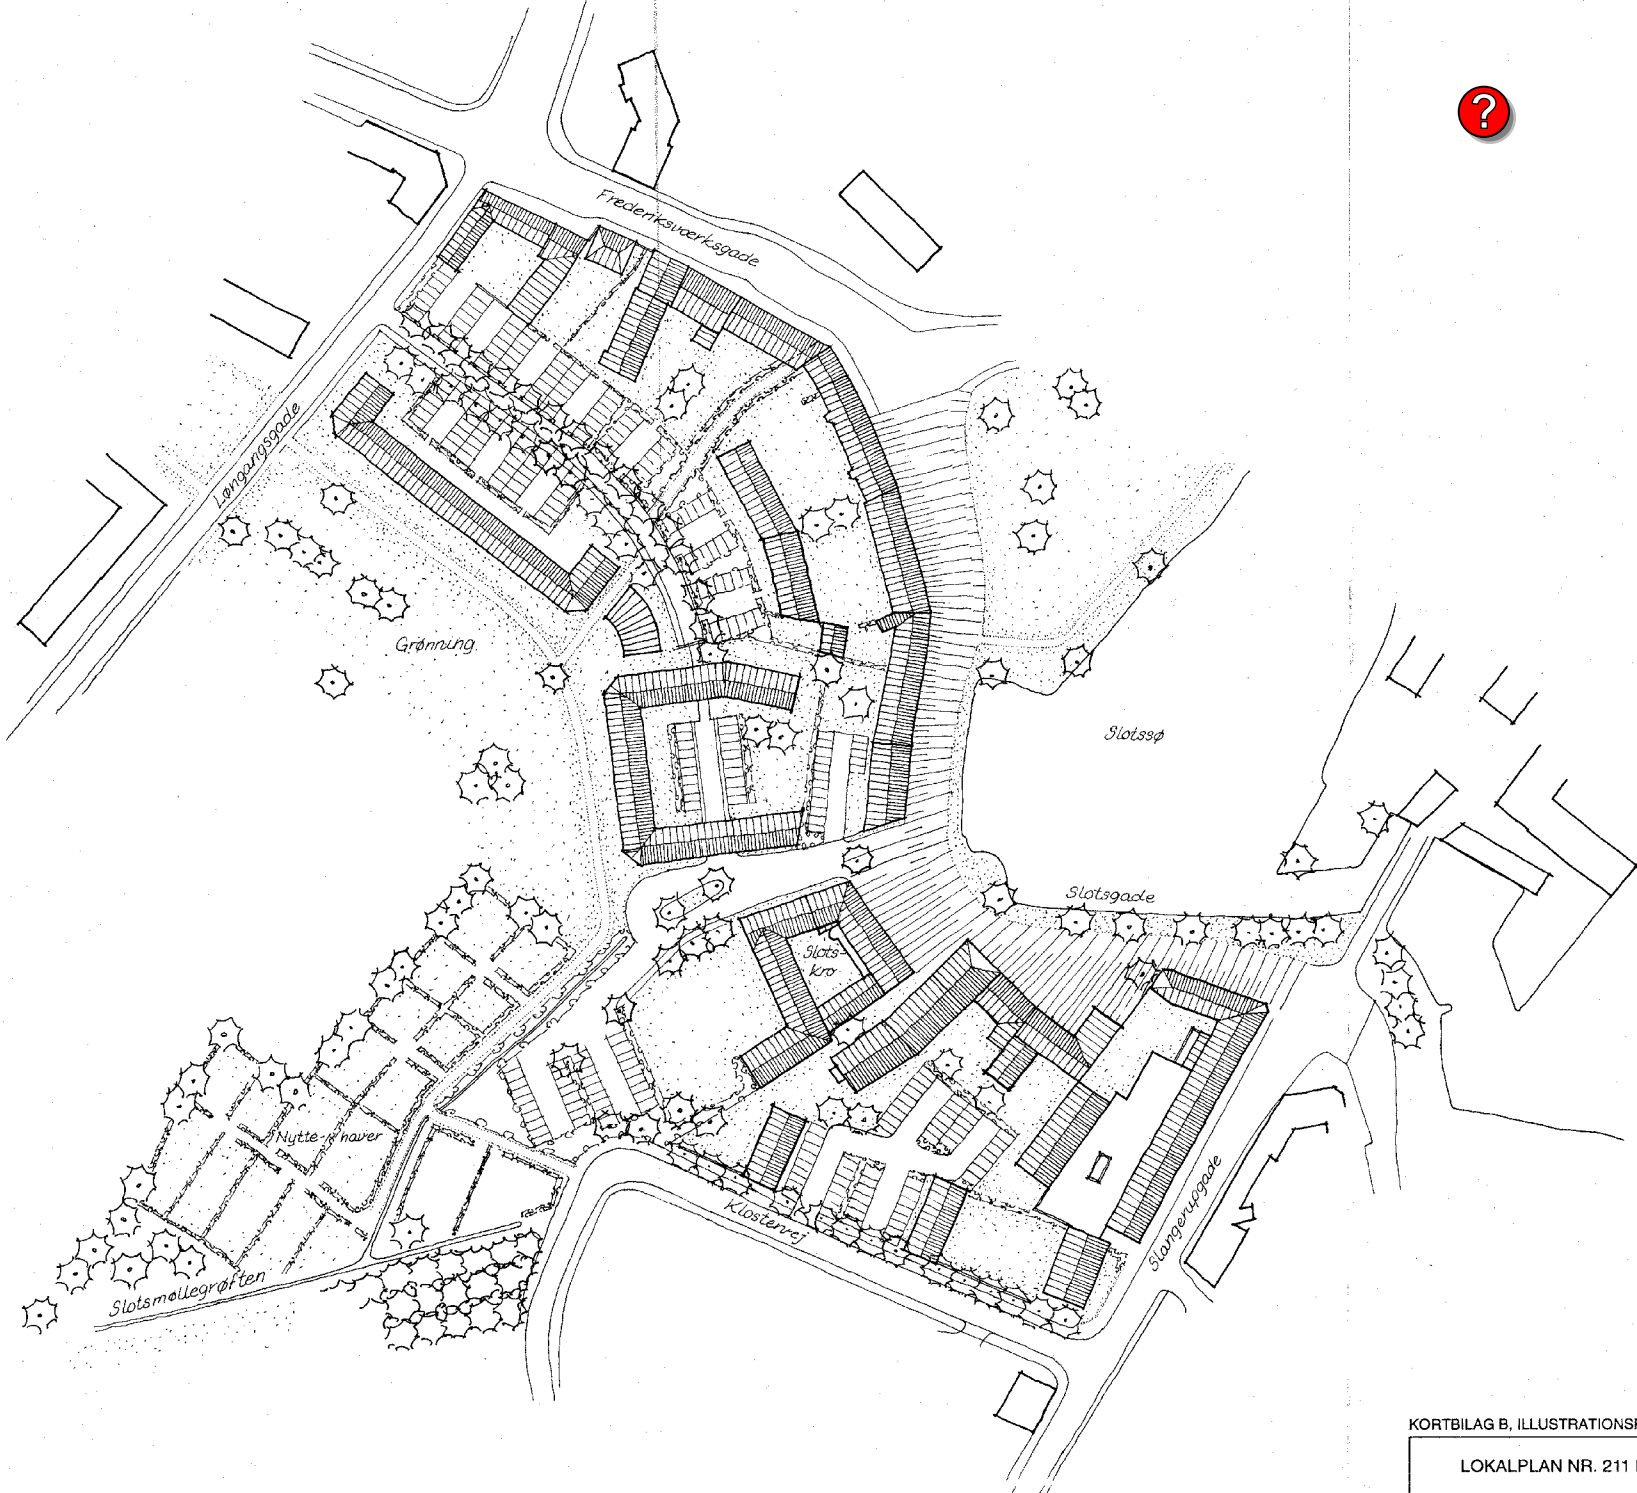 ?
Frederiksværksgade
Løngangsgade
Grønning
Slotssø
Slotsgade
Slots-
kro
Nytte-haver
Klostervej
Slangerupgade
Slotsmøllegrøften
KORTBILAG B, ILLUSTRATIONS
LOKALPLAN NR. 211